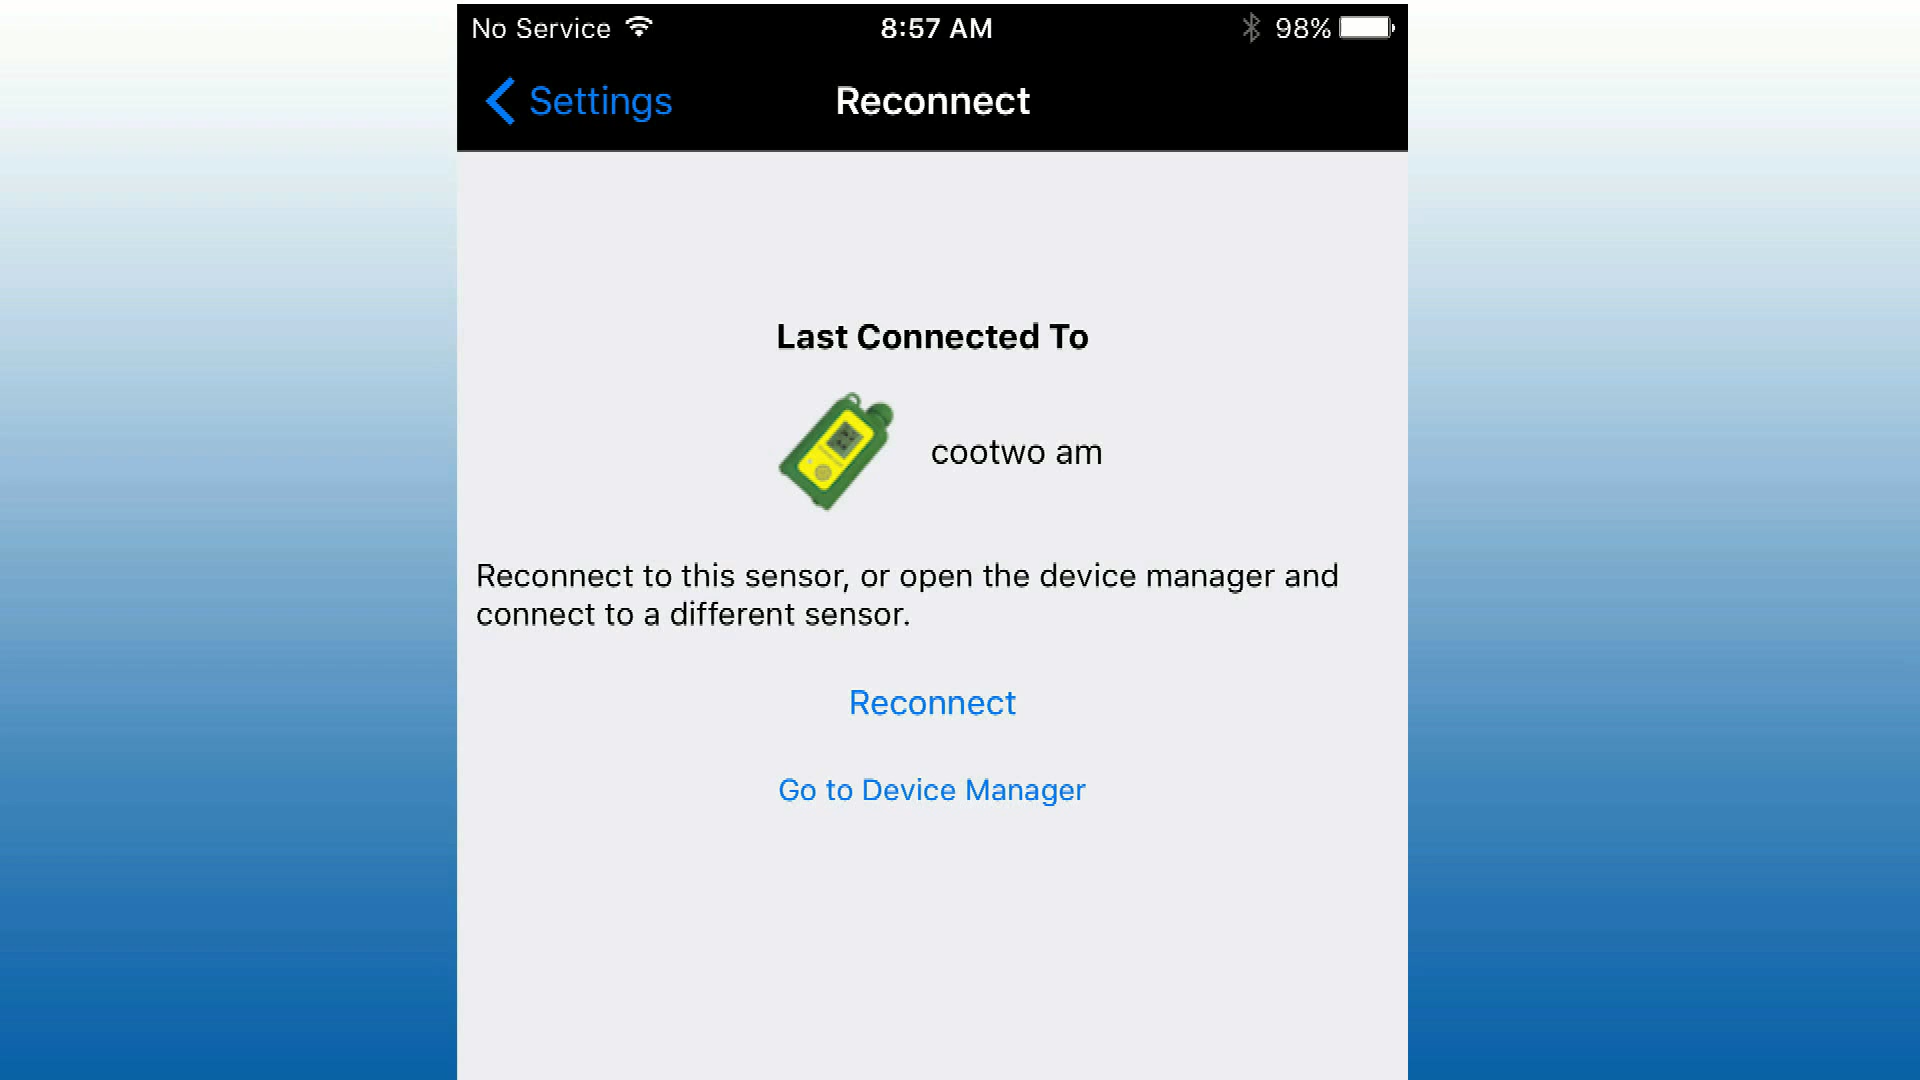 No Service 8:57 AM 98%
Settings Reconnect
Last Connected To
cootwo am
Reconnect to this sensor, or open the device manager and
connect to a different sensor.
Reconnect
Go to Device Manager